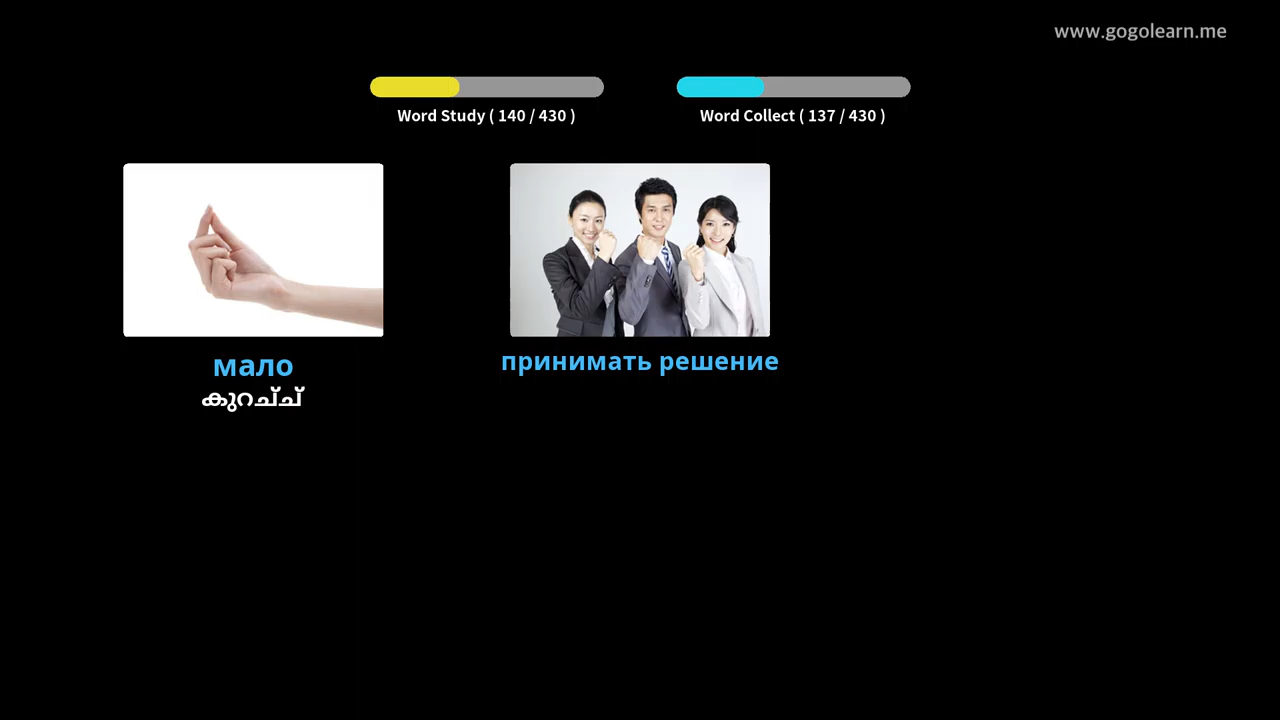 www.gogolearn.me
Word Study ( 140 / 430 )
Word Collect ( 137 / 430 )
мало
കുറച്ച്
принимать решение